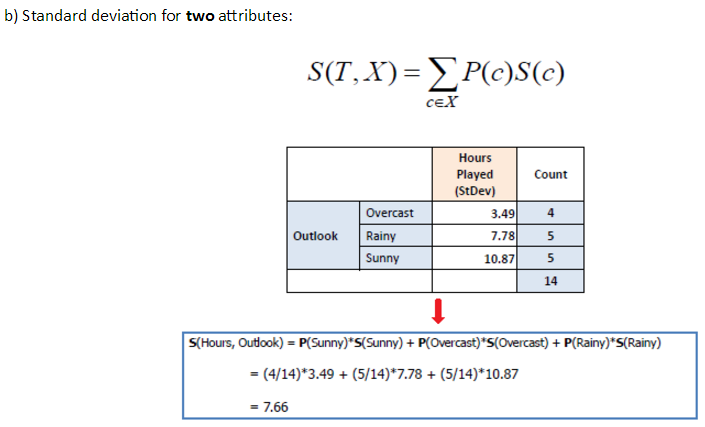 b) Standard deviation for two attributes:
S(T, X) = ∑ P(c)S(c)
c∈X
Hours Played (StDev) Count
Outlook Overcast 3.49 4
Rainy 7.78 5
Sunny 10.87 5
14
S(Hours, Outlook) = P(Sunny)*S(Sunny) + P(Overcast)*S(Overcast) + P(Rainy)*S(Rainy)
= (4/14)*3.49 + (5/14)*7.78 + (5/14)*10.87
= 7.66